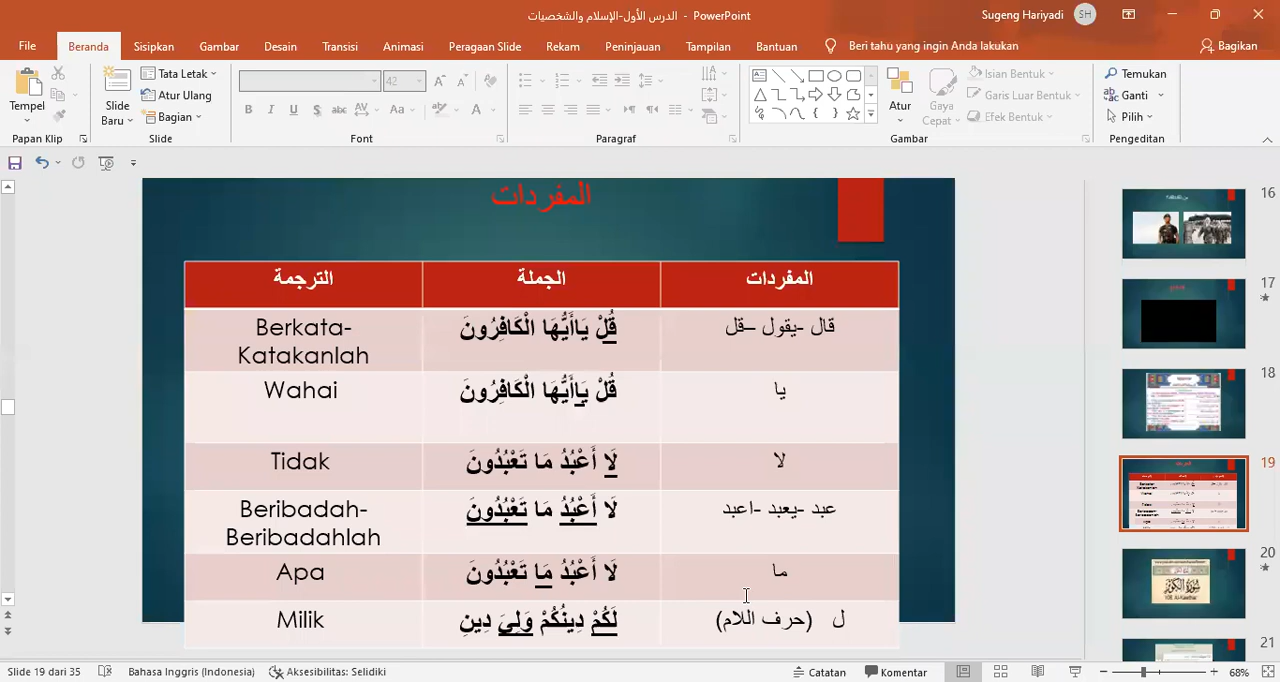 الدرس الأول-الإسلام والشخصيات - PowerPoint
Sugeng Hariyadi
SH
File Beranda Sisipkan Gambar Desain Transisi Animasi Peragaan Slide Rekam Peninjauan Tampilan Bantuan Beri tahu yang ingin Anda lakukan Bagikan
Tempel
Slide Baru
Tata Letak
Atur Ulang
Bagian
42
Atur
Gaya Cepat
Isian Bentuk
Garis Luar Bentuk
Efek Bentuk
Temukan
Ganti
Pilih
Papan Klip Slide Font Paragraf Gambar Pengeditan
المفردات
المفردات الجملة الترجمة
قال -يقول –قل قُلْ يَاأَيُّهَا الْكَافِرُونَ Berkata-
Katakanlah
يا قُلْ يَاأَيُّهَا الْكَافِرُونَ Wahai
لا لَا أَعْبُدُ مَا تَعْبُدُونَ Tidak
عبد -يعبد -اعبد لَا أَعْبُدُ مَا تَعْبُدُونَ Beribadah-
Beribadahlah
ما لَا أَعْبُدُ مَا تَعْبُدُونَ Apa
ل (حرف اللام) لَكُمْ دِينُكُمْ وَلِيَ دِينِ Milik
16
17
18
19
20
21
Slide 19 dari 35 Bahasa Inggris (Indonesia) Aksesibilitas: Selidiki Catatan Komentar 68%